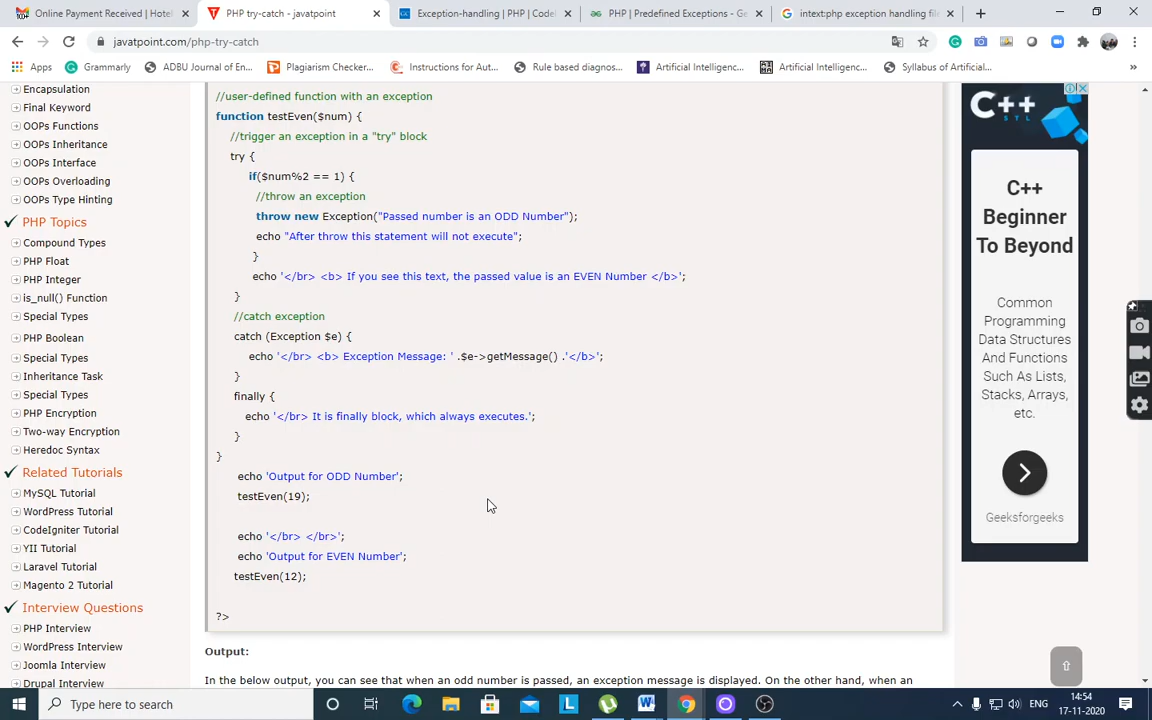 Online Payment Received | Hotel
PHP try-catch - javatpoint
Exception-handling | PHP | Codel
PHP | Predefined Exceptions - Ge
intext:php exception handling file
javatpoint.com/php-try-catch
Apps
Grammarly
ADBU Journal of En...
Plagiarism Checker...
Instructions for Aut...
Rule based diagnos...
Artificial Intelligenc...
Artificial Intelligenc...
Syllabus of Artificial...
»
Encapsulation
Final Keyword
OOPs Functions
OOPs Inheritance
OOPs Interface
OOPs Overloading
OOPs Type Hinting
PHP Topics
Compound Types
PHP Float
PHP Integer
is_null() Function
Special Types
PHP Boolean
Special Types
Inheritance Task
Special Types
PHP Encryption
Two-way Encryption
Heredoc Syntax
Related Tutorials
MySQL Tutorial
WordPress Tutorial
CodeIgniter Tutorial
YII Tutorial
Laravel Tutorial
Magento 2 Tutorial
Interview Questions
PHP Interview
WordPress Interview
Joomla Interview
Drupal Interview
//user-defined function with an exception
function testEven($num) {
//trigger an exception in a "try" block
try {
if($num%2 == 1) {
//throw an exception
throw new Exception("Passed number is an ODD Number");
echo "After throw this statement will not execute";
}
echo '</br> <b> If you see this text, the passed value is an EVEN Number </b>';
}
//catch exception
catch (Exception $e) {
echo '</br> <b> Exception Message: ' .$e->getMessage() .'</b>';
}
finally {
echo '</br> It is finally block, which always executes.';
}
}
echo 'Output for ODD Number';
testEven(19);
echo '</br> </br>';
echo 'Output for EVEN Number';
testEven(12);
?>
Output:
In the below output, you can see that when an odd number is passed, an exception message is displayed. On the other hand, when an
C++
STL
C++
Beginner
To Beyond
Common
Programming
Data Structures
And Functions
Such As Lists,
Stacks, Arrays,
etc.
Geeksforgeeks
Type here to search
ENG
14:54
17-11-2020